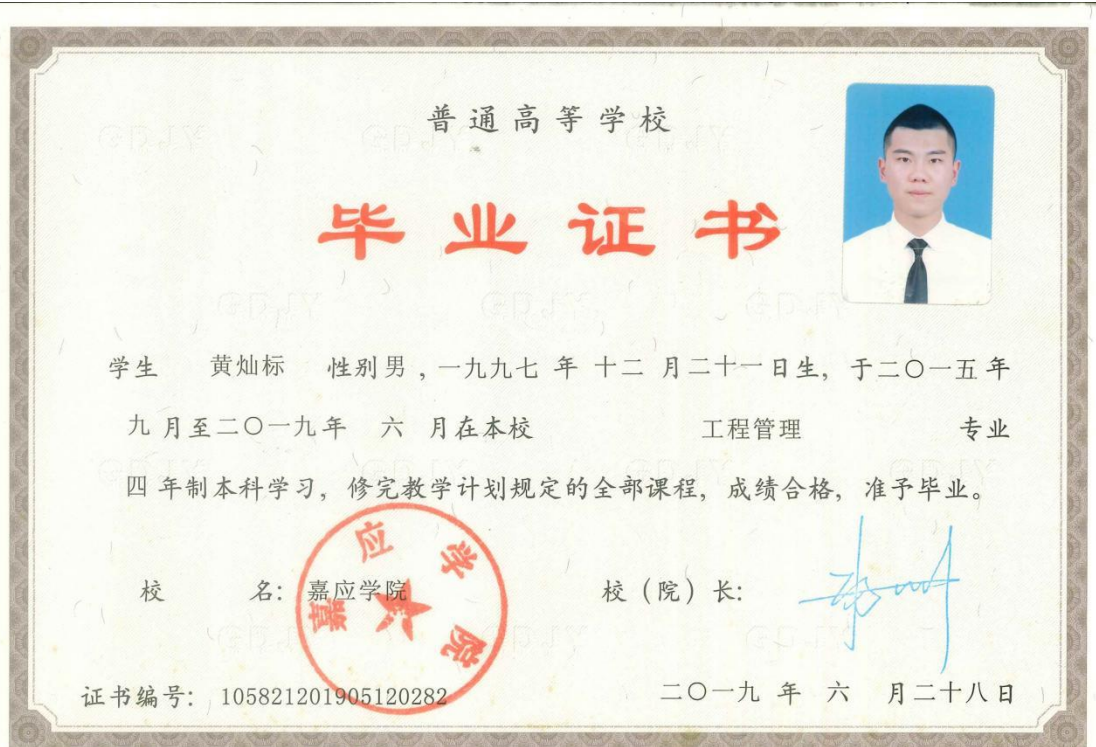 普通高等学校
毕业证书
学生 黄灿标 性别男，一九九七年十二月二十一日生，于二〇一五年
九月至二〇一九年 六 月在本校 工程管理 专业
四年制本科学习，修完教学计划规定的全部课程，成绩合格，准予毕业。
校 名：嘉应学院 校（院）长：
嘉应学院
证书编号：105821201905120282 二〇一九年 六 月二十八日